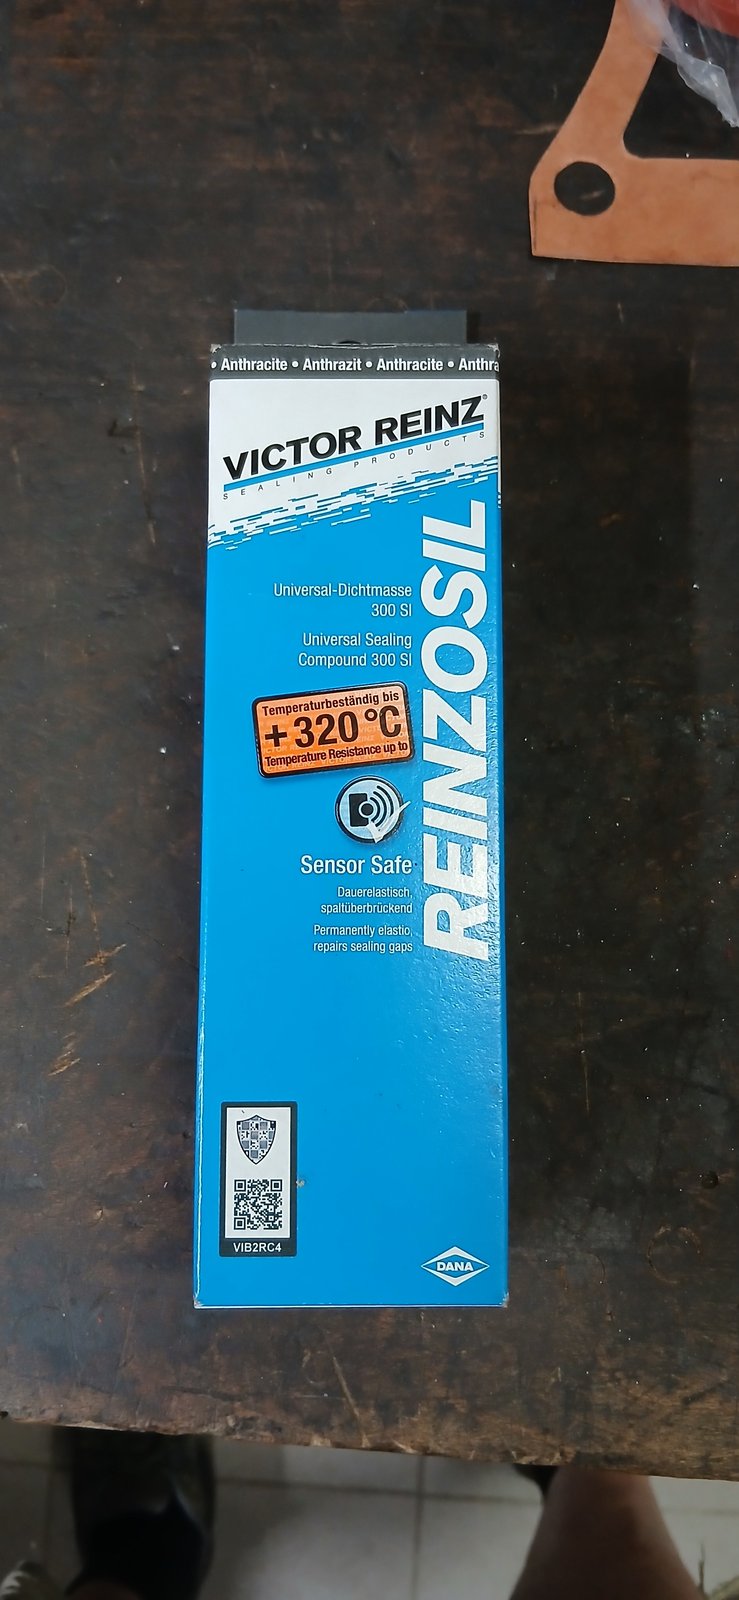 • Anthracite • Anthrazit • Anthracite • Anthra
VICTOR REINZ®
SEALING PRODUCTS
REINZOSIL
Universal-Dichtmasse
300 SI
Universal Sealing
Compound 300 SI
Temperaturbeständig bis
+320 °C
Temperature Resistance up to
Sensor Safe
Dauerelastisch,
spaltüberbrückend
Permanently elastic,
repairs sealing gaps
VIB2RC4
DANA